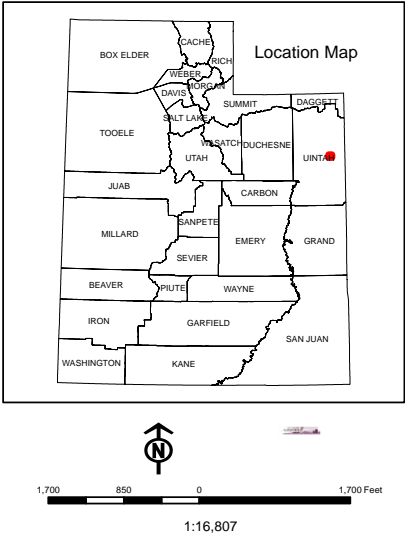 Location Map
CACHE
BOX ELDER
RICH
WEBER
MORGAN
DAVIS
SUMMIT
DAGGETT
SALT LAKE
TOOELE
WASATCH
DUCHESNE
UTAH
UINTAH
JUAB
CARBON
SANPETE
MILLARD
EMERY
GRAND
SEVIER
BEAVER
PIUTE
WAYNE
IRON
GARFIELD
SAN JUAN
WASHINGTON
KANE
N
1,700 850 0 1,700 Feet
1:16,807